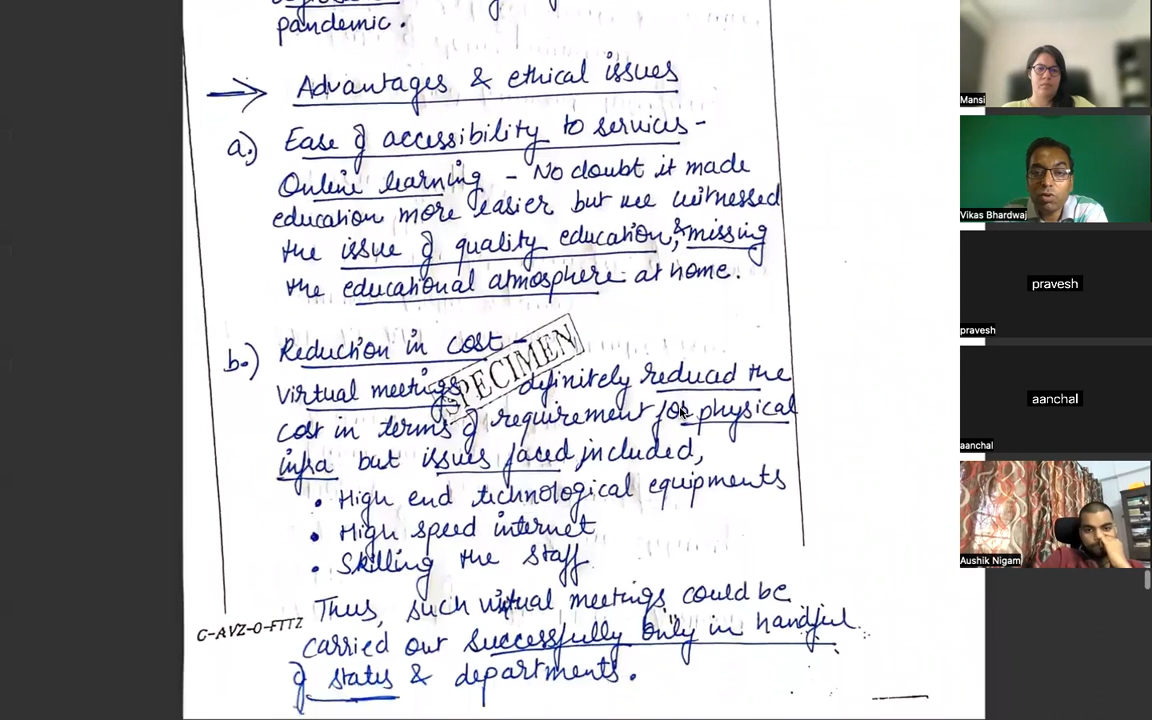 pandemic.
→ Advantages & ethical issues
a.) Ease of accessibility to services -
Online learning - No doubt it made
education more easier but we witnessed
the issue of quality education, & missing
the educational atmosphere at home.
b.) Reduction in cost -
SPECIMEN
virtual meetings definitely reduced the
cost in terms of requirement for physical
infra but issues faced included,
• High end technological equipments
• High speed internet
• Skilling the staff
Thus, such virtual meetings could be
C-AVZ-O-FTTZ
carried out successfully only in handful
of states & departments.
Mansi
Vikas Bhardwaj
pravesh
pravesh
aanchal
aanchal
Aushik Nigam